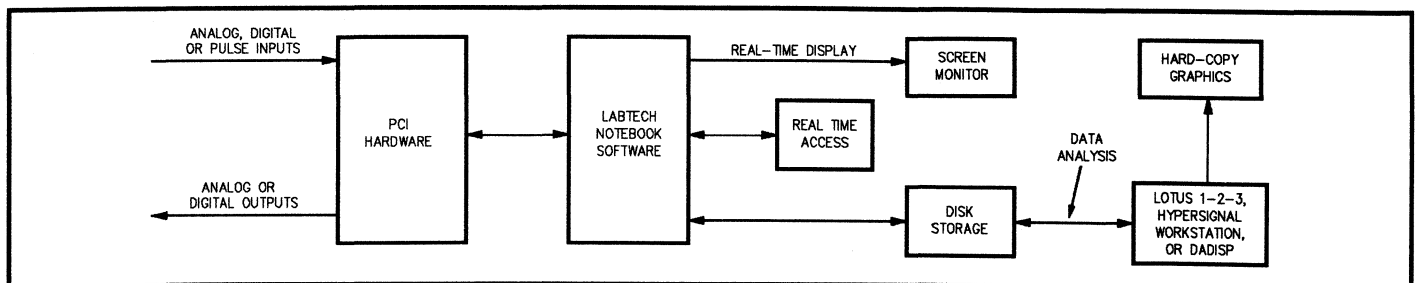 ANALOG, DIGITAL
OR PULSE INPUTS
ANALOG OR
DIGITAL OUTPUTS
PCI
HARDWARE
LABTECH
NOTEBOOK
SOFTWARE
REAL-TIME DISPLAY
SCREEN
MONITOR
REAL TIME
ACCESS
DISK
STORAGE
DATA
ANALYSIS
HARD-COPY
GRAPHICS
LOTUS 1-2-3,
HYPERSIGNAL
WORKSTATION,
OR DADISP